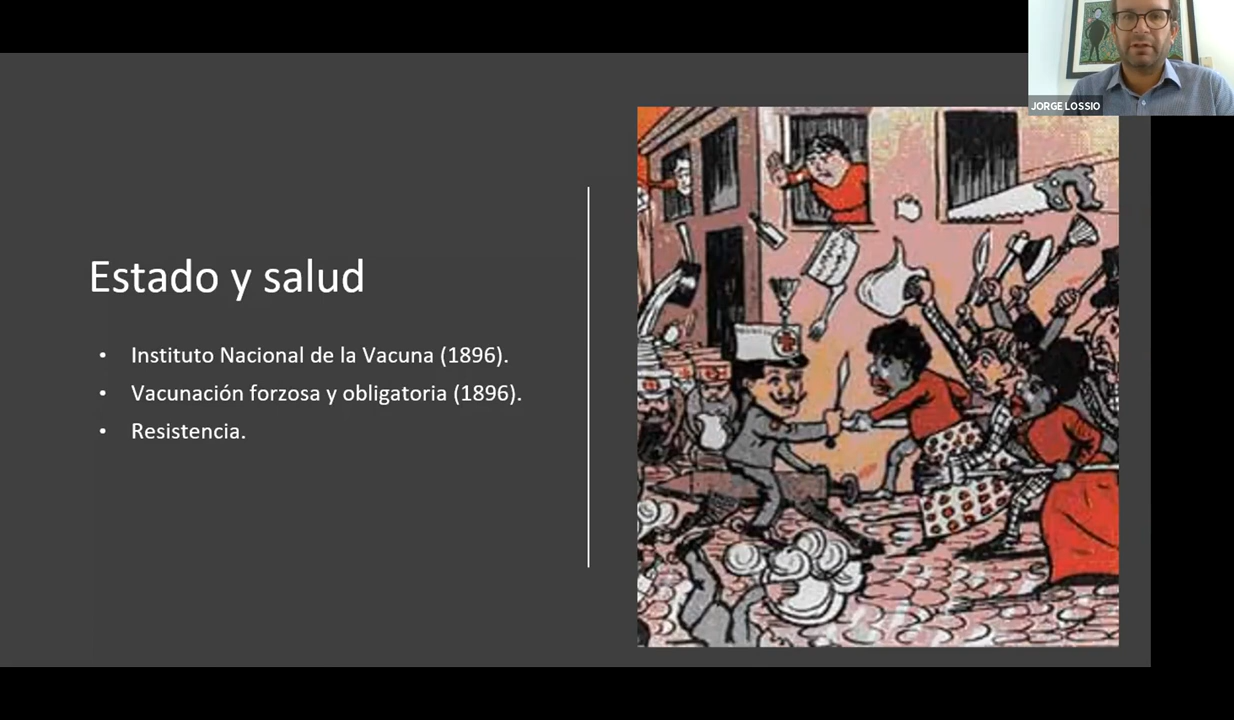 JORGE LOSSIO
Estado y salud
• Instituto Nacional de la Vacuna (1896).
• Vacunación forzosa y obligatoria (1896).
• Resistencia.